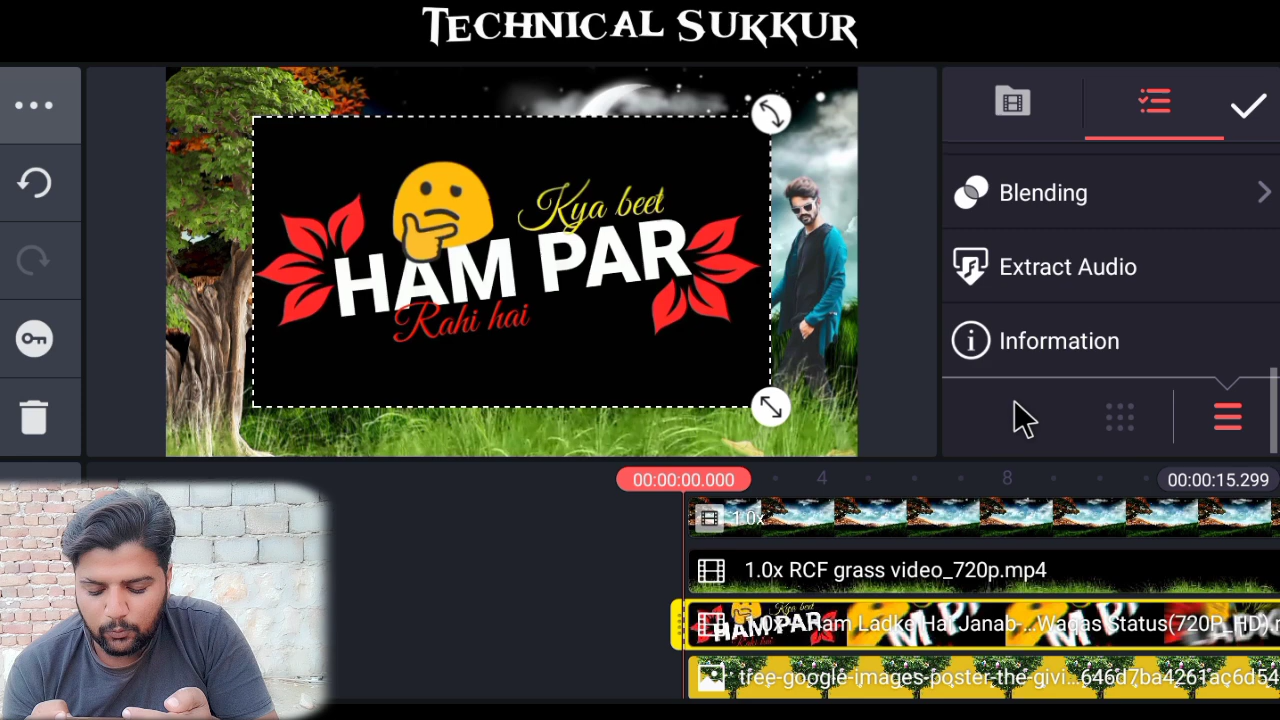 TECHNICAL SUKKUR
Kya beet
HAM PAR
Rahi hai
Blending
Extract Audio
Information
00:00:00.000
4
8
00:00:15.299
1.0x
1.0x RCF grass video_720p.mp4
Ham Ladke Hai Janab-...Waqas Status(720P_HD).m
tree-google-images-poster-the-givi...646d7ba4261ac6d54